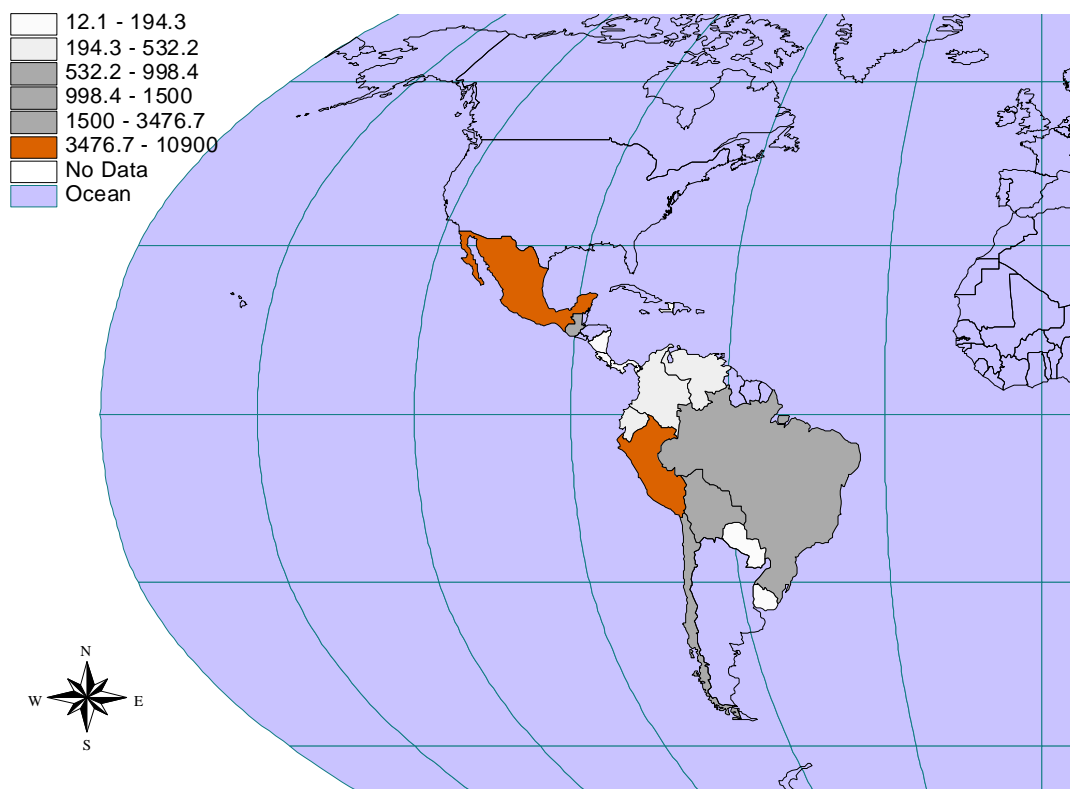 12.1 - 194.3
194.3 - 532.2
532.2 - 998.4
998.4 - 1500
1500 - 3476.7
3476.7 - 10900
No Data
Ocean
N
W E
S